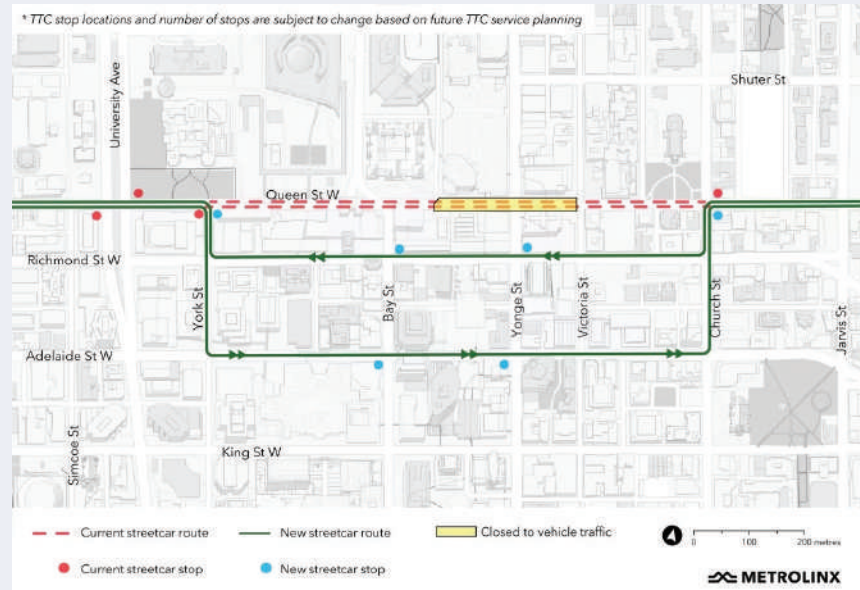 * TTC stop locations and number of stops are subject to change based on future TTC service planning
University Ave
Shuter St
Queen St W
Richmond St W
York St
Bay St
Yonge St
Victoria St
Church St
Jarvis St
Adelaide St W
Simcoe St
King St W
Current streetcar route
New streetcar route
Closed to vehicle traffic
0 100 200 metres
Current streetcar stop
New streetcar stop
METROLINX